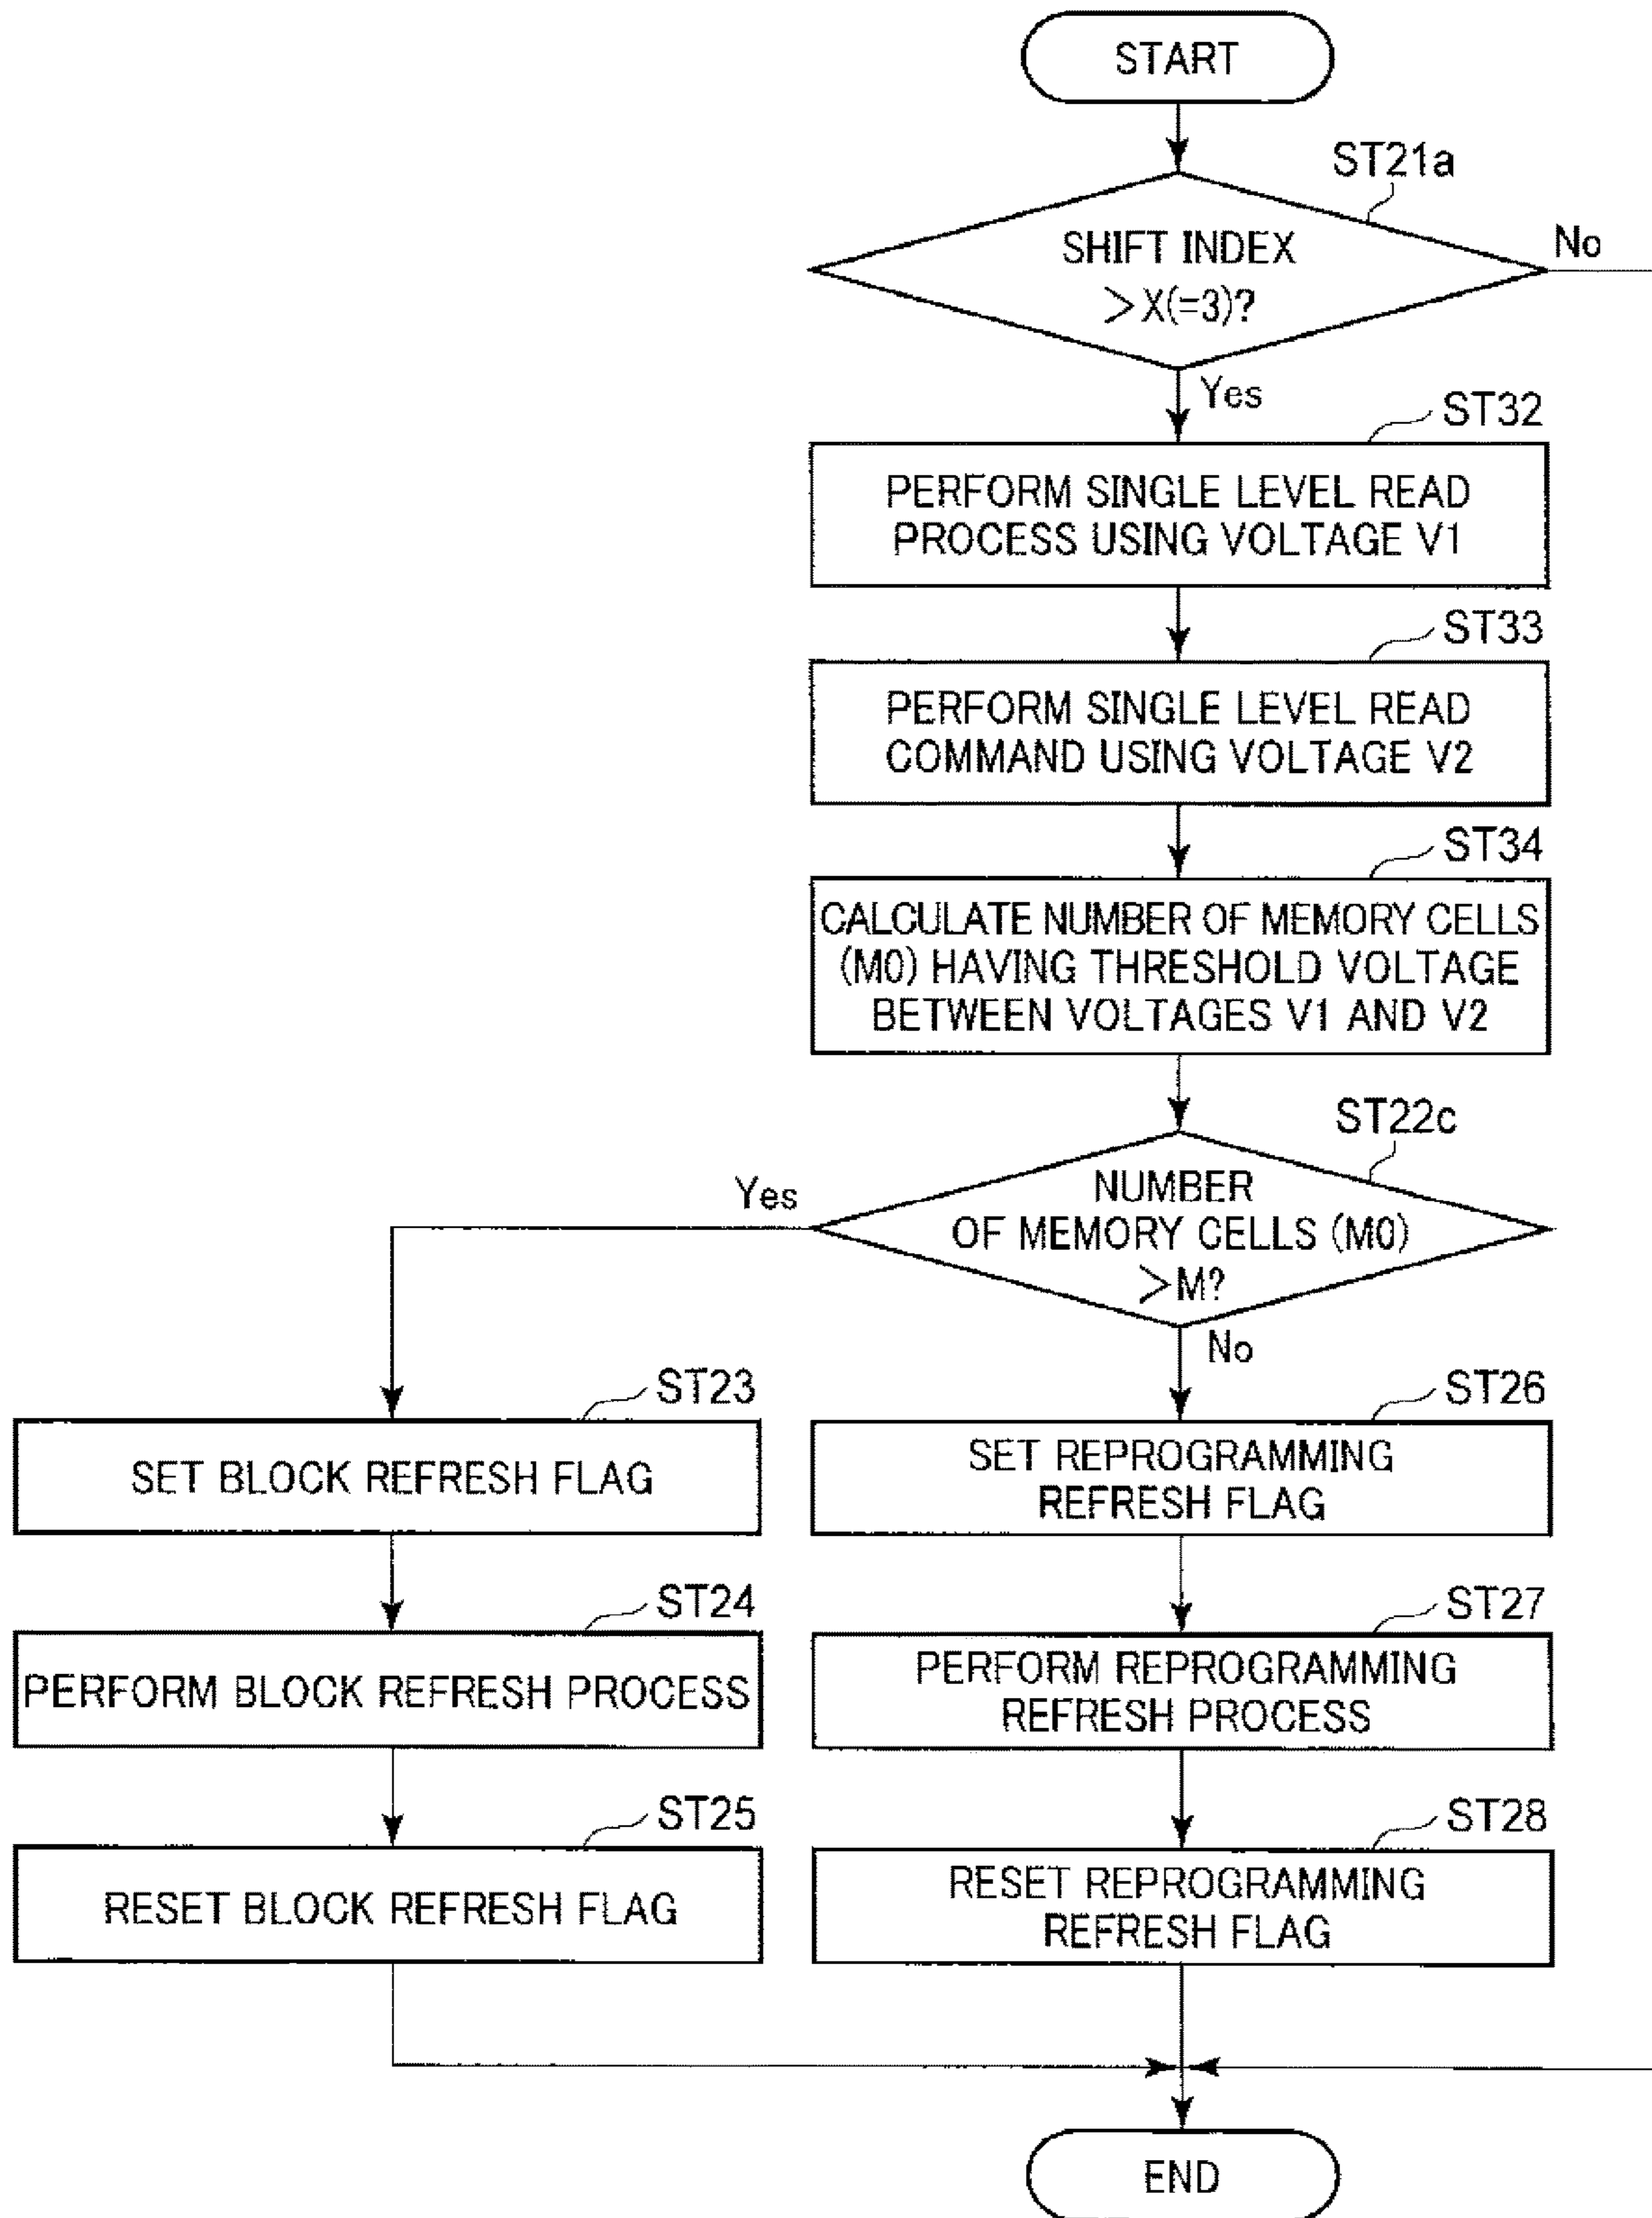 START
ST21a
SHIFT INDEX
>X(=3)?
No
Yes
ST32
PERFORM SINGLE LEVEL READ
PROCESS USING VOLTAGE V1
ST33
PERFORM SINGLE LEVEL READ
COMMAND USING VOLTAGE V2
ST34
CALCULATE NUMBER OF MEMORY CELLS
(M0) HAVING THRESHOLD VOLTAGE
BETWEEN VOLTAGES V1 AND V2
ST22c
NUMBER
OF MEMORY CELLS (M0)
>M?
Yes
No
ST23
SET BLOCK REFRESH FLAG
ST26
SET REPROGRAMMING
REFRESH FLAG
ST24
PERFORM BLOCK REFRESH PROCESS
ST27
PERFORM REPROGRAMMING
REFRESH PROCESS
ST25
RESET BLOCK REFRESH FLAG
ST28
RESET REPROGRAMMING
REFRESH FLAG
END